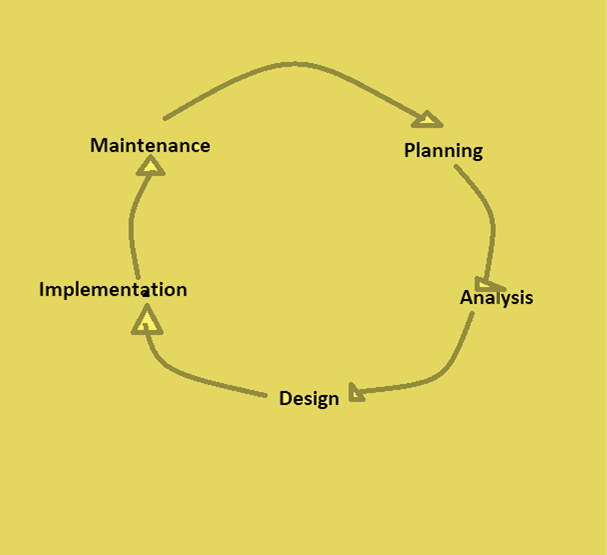 Maintenance
Planning
Implementation
Analysis
Design